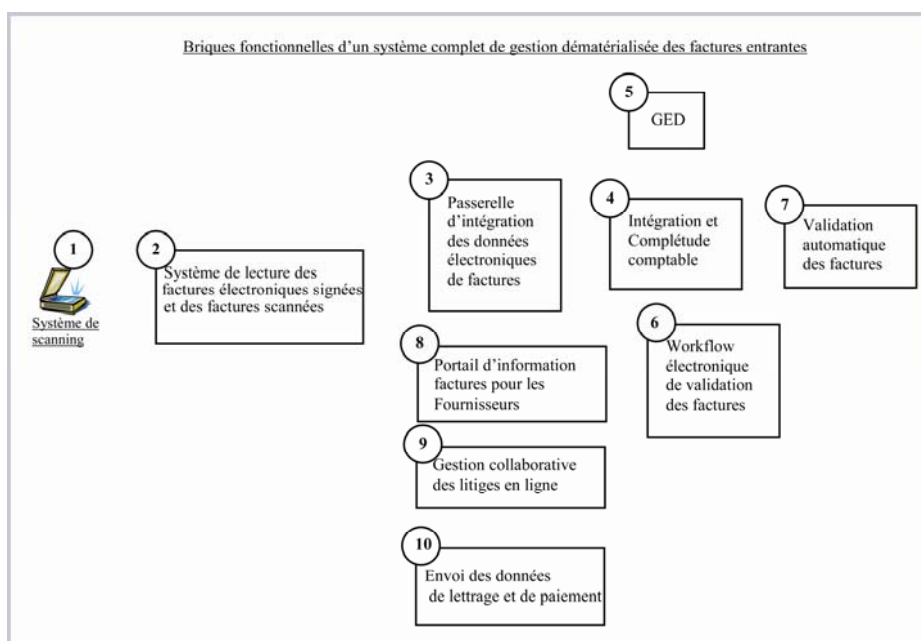 Briques fonctionnelles d'un système complet de gestion dématérialisée des factures entrantes
1
Système de
scanning
2
Système de lecture des
factures électroniques signées
et des factures scannées
3
Passerelle
d'intégration
des données
électroniques
de factures
4
Intégration et
Complétude
comptable
5
GED
6
Workflow
électronique
de validation
des factures
7
Validation
automatique
des factures
8
Portail d'information
factures pour les
Fournisseurs
9
Gestion collaborative
des litiges en ligne
10
Envoi des données
de lettrage et de paiement